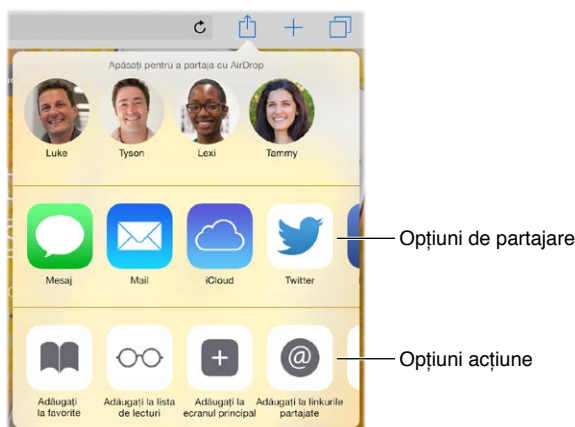 Apăsați pentru a partaja cu AirDrop
Luke Tyson Lexi Tammy
Opțiuni de partajare
Mesaj Mail iCloud Twitter
Opțiuni acțiune
Adăugați la favorite
Adăugați la lista de lecturi
Adăugați la ecranul principal
Adăugați la linkurile partajate